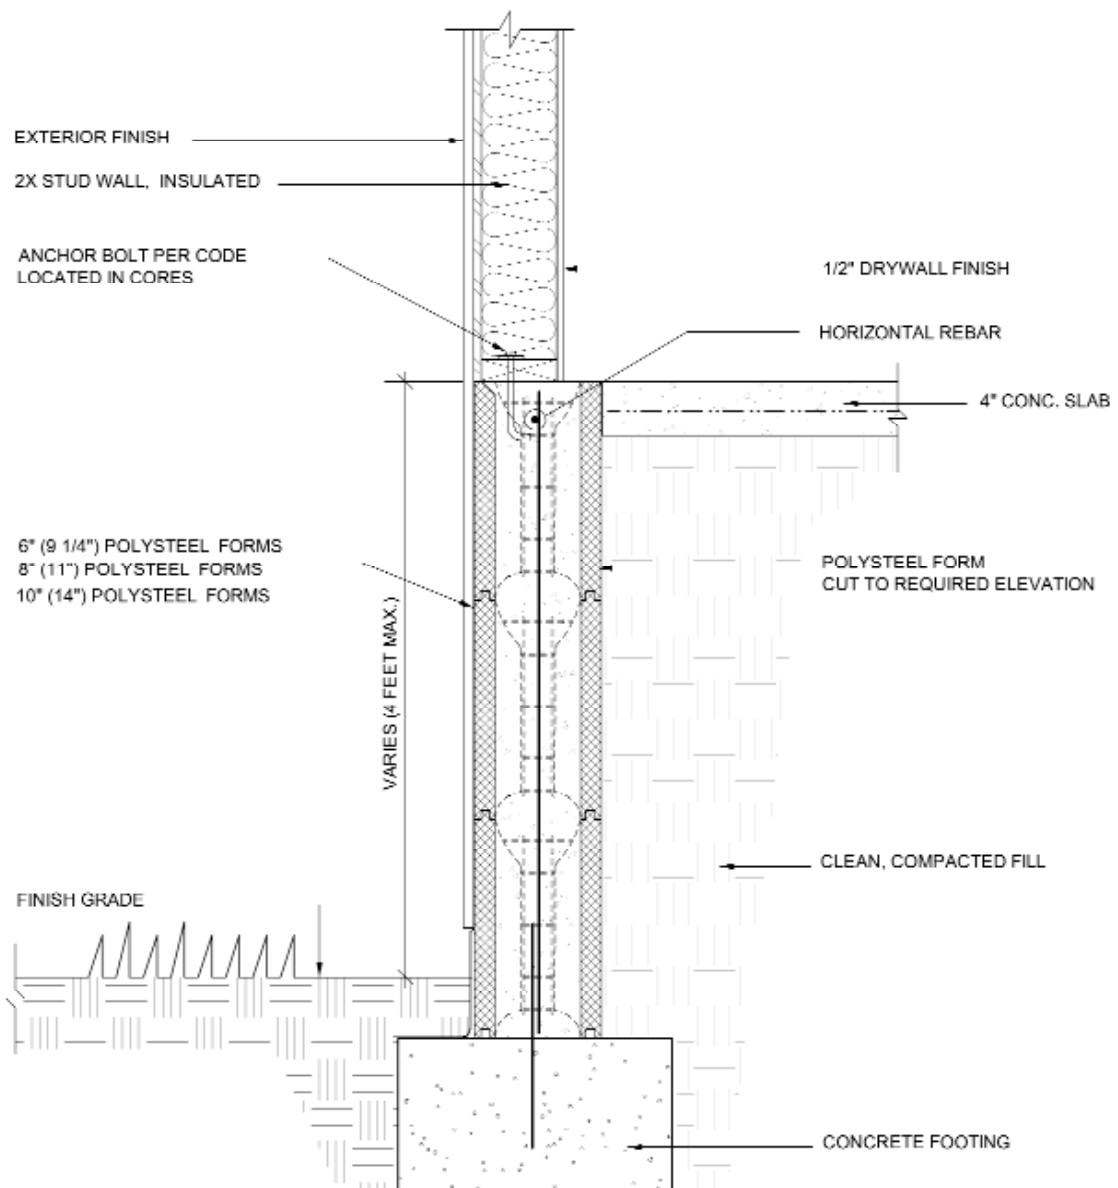 EXTERIOR FINISH
2X STUD WALL, INSULATED
ANCHOR BOLT PER CODE
LOCATED IN CORES
1/2" DRYWALL FINISH
HORIZONTAL REBAR
4" CONC. SLAB
6" (9 1/4") POLYSTEEL FORMS
8" (11") POLYSTEEL FORMS
10" (14") POLYSTEEL FORMS
POLYSTEEL FORM
CUT TO REQUIRED ELEVATION
VARIES (4 FEET MAX.)
CLEAN, COMPACTED FILL
FINISH GRADE
CONCRETE FOOTING